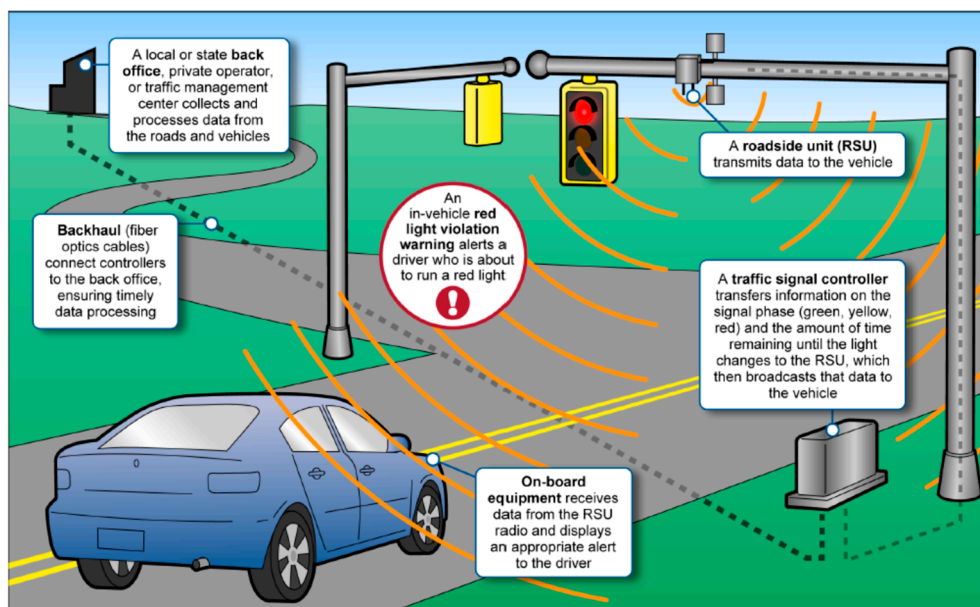 A local or state back
office, private operator,
or traffic management
center collects and
processes data from
the roads and vehicles
A roadside unit (RSU)
transmits data to the vehicle
An
in-vehicle red
light violation
warning alerts a
driver who is about
to run a red light
Backhaul (fiber
optics cables)
connect controllers
to the back office,
ensuring timely
data processing
A traffic signal controller
transfers information on the
signal phase (green, yellow,
red) and the amount of time
remaining until the light
changes to the RSU, which
then broadcasts that data to
the vehicle
On-board
equipment receives
data from the RSU
radio and displays
an appropriate alert
to the driver